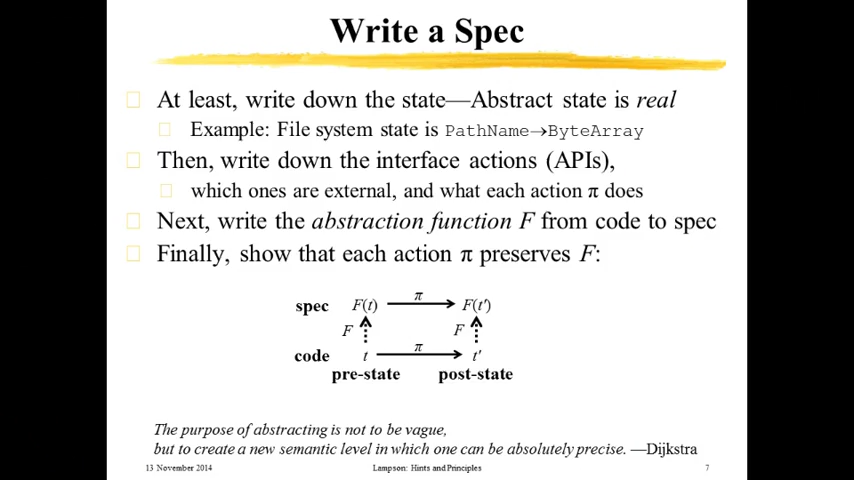 Write a Spec
At least, write down the state—Abstract state is real
Example: File system state is PathName→ByteArray
Then, write down the interface actions (APIs),
which ones are external, and what each action π does
Next, write the abstraction function F from code to spec
Finally, show that each action π preserves F:
spec F(t) π F(t′)
F F
code t π t′
pre-state post-state
The purpose of abstracting is not to be vague,
but to create a new semantic level in which one can be absolutely precise. —Dijkstra
13 November 2014 Lampson: Hints and Principles 7